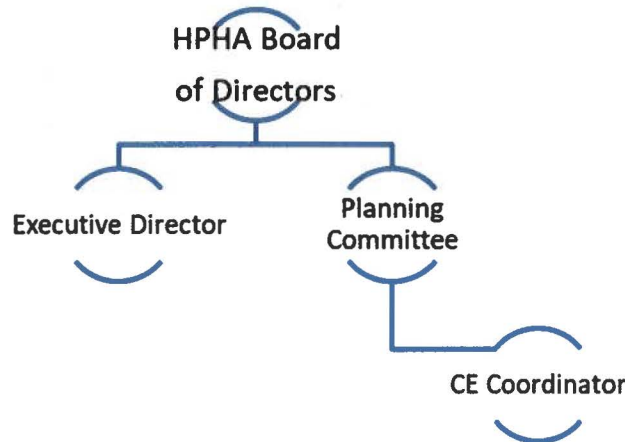 HPHA Board
of Directors
Executive Director
Planning
Committee
CE Coordinator